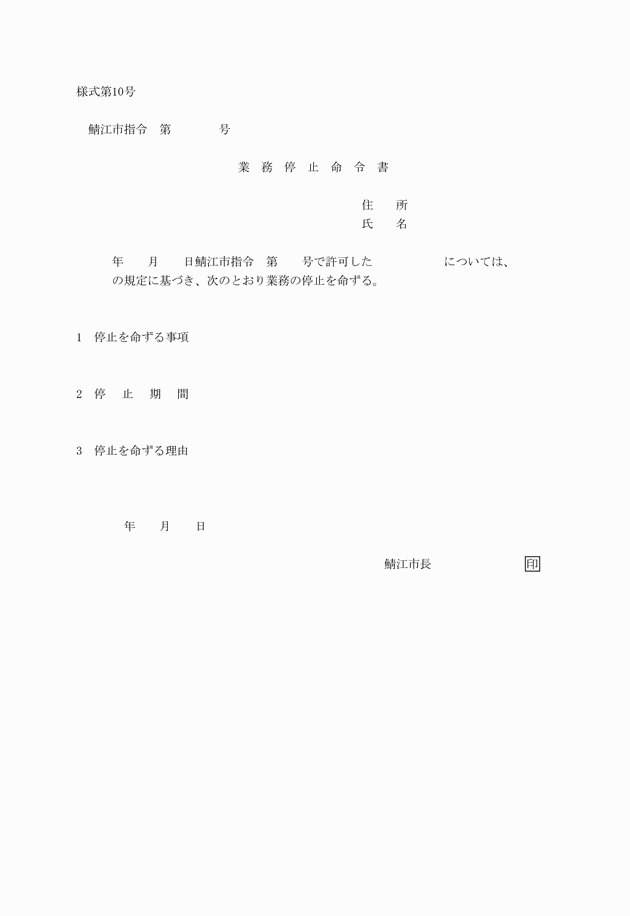 様式第10号
鯖江市指令　第　　　　号
業　務　停　止　命　令　書
住　　所
氏　　名
年　　月　　日鯖江市指令　第　　号で許可した　　　　　　については、
の規定に基づき、次のとおり業務の停止を命ずる。
1　停止を命ずる事項
2　停　止　期　間
3　停止を命ずる理由
年　　月　　日
鯖江市長　　　　　　　　印